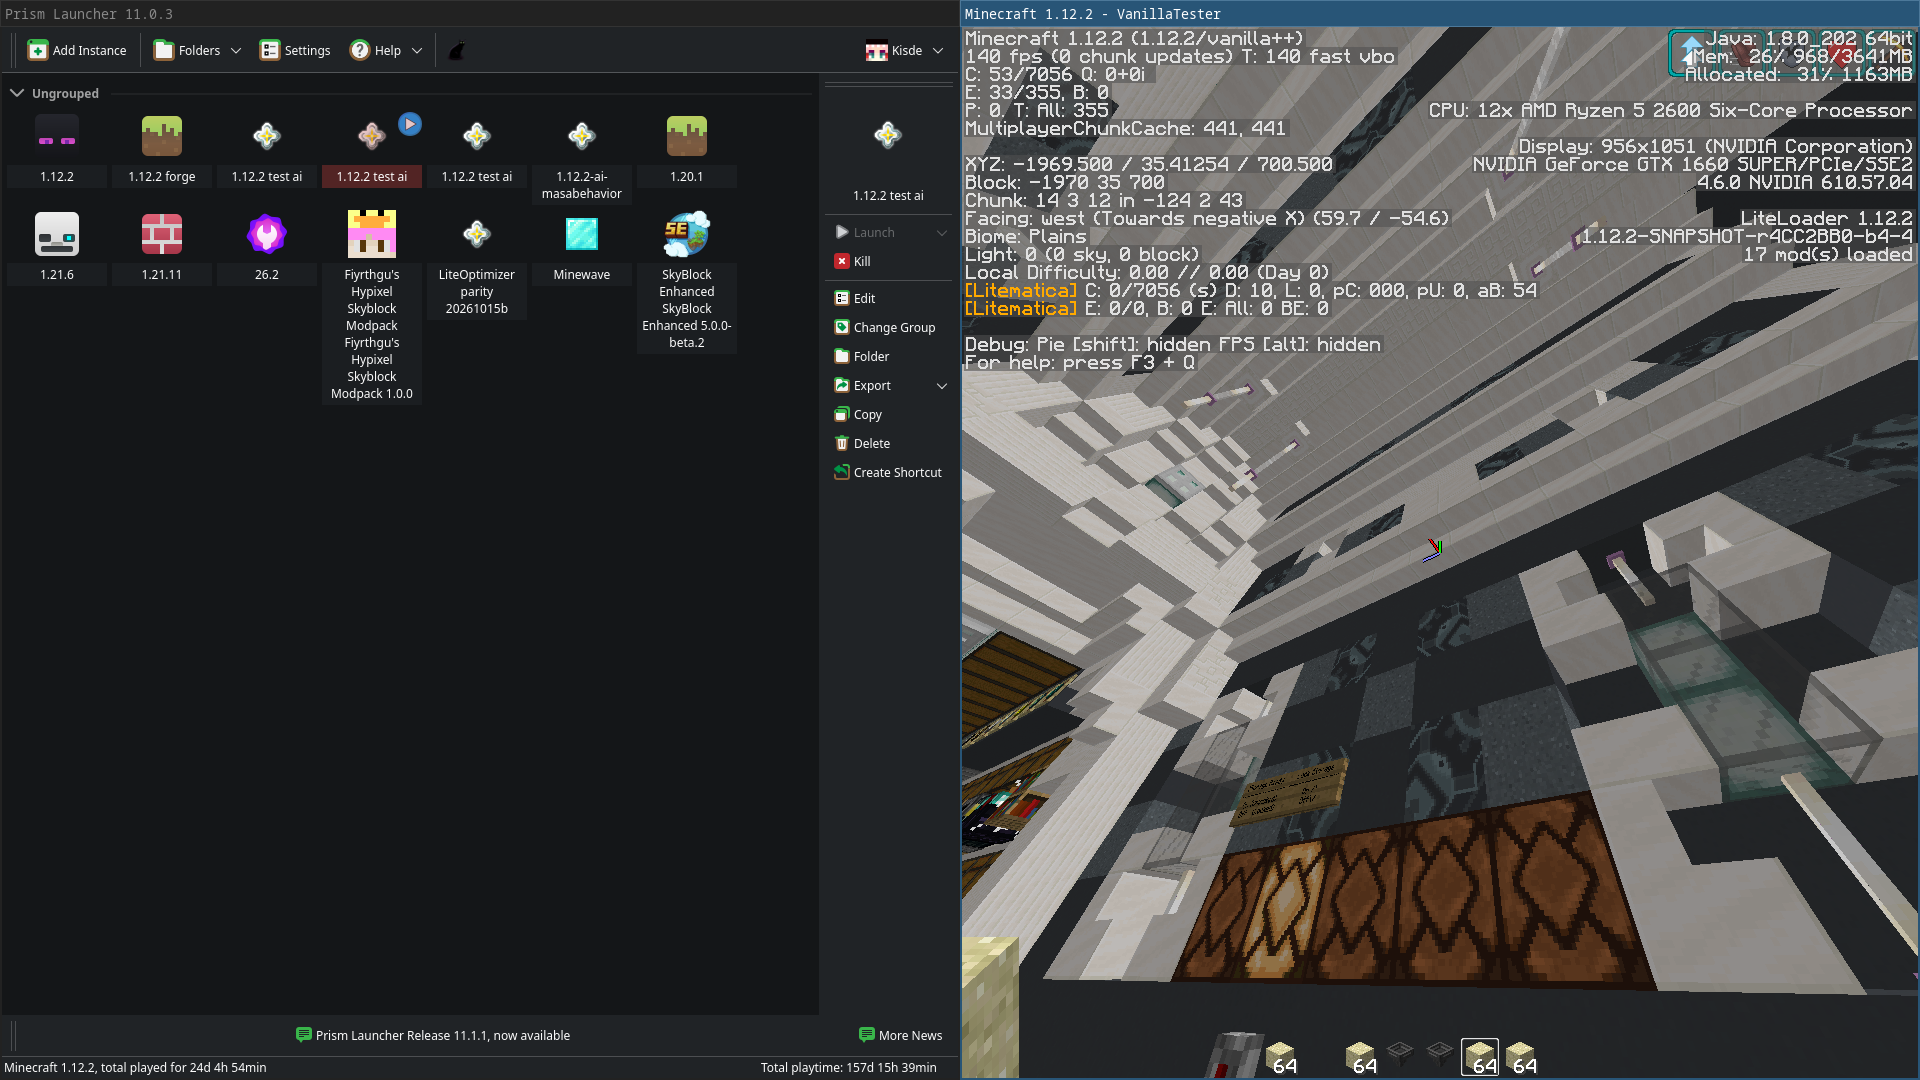 Prism Launcher 11.0.3
Add Instance
Folders
Settings
Help
Kisde
Ungrouped
1.12.2
1.12.2 forge
1.12.2 test ai
1.12.2 test ai
1.12.2 test ai
1.12.2-ai-
masabehavior
1.20.1
1.21.6
1.21.11
26.2
Fiyrthgu's
Hypixel
Skyblock
Modpack
Fiyrthgu's
Hypixel
Skyblock
Modpack 1.0.0
LiteOptimizer
parity
20261015b
Minewave
SkyBlock
Enhanced
SkyBlock
Enhanced 5.0.0-
beta.2
1.12.2 test ai
Launch
Kill
Edit
Change Group
Folder
Export
Copy
Delete
Create Shortcut
Prism Launcher Release 11.1.1, now available
More News
Minecraft 1.12.2, total played for 24d 4h 54min
Total playtime: 157d 15h 39min
Minecraft 1.12.2 - VanillaTester
Minecraft 1.12.2 (1.12.2/vanilla++)
140 fps (0 chunk updates) T: 140 fast vbo
C: 53/7056 Q: 0+0i
E: 33/355, B: 0
P: 0. T: All: 355
MultiplayerChunkCache: 441, 441
XYZ: -1969.500 / 35.41254 / 700.500
Block: -1970 35 700
Chunk: 14 3 12 in -124 2 43
Facing: west (Towards negative X) (59.7 / -54.6)
Biome: Plains
Light: 0 (0 sky, 0 block)
Local Difficulty: 0.00 // 0.00 (Day 0)
[Litematica] C: 0/7056 (s) D: 10, L: 0, pC: 000, pU: 0, aB: 54
[Litematica] E: 0/0, B: 0 E: All: 0 BE: 0
Debug: Pie [shift]: hidden FPS [alt]: hidden
For help: press F3 + Q
Java: 1.8.0_202 64bit
Mem: 26% 968/3641MB
Allocated: 31% 1163MB
CPU: 12x AMD Ryzen 5 2600 Six-Core Processor
Display: 956x1051 (NVIDIA Corporation)
NVIDIA GeForce GTX 1660 SUPER/PCIe/SSE2
4.6.0 NVIDIA 610.57.04
LiteLoader 1.12.2
1.12.2-SNAPSHOT-r4CC2BB0-b4-4
17 mod(s) loaded
64
64
64
64